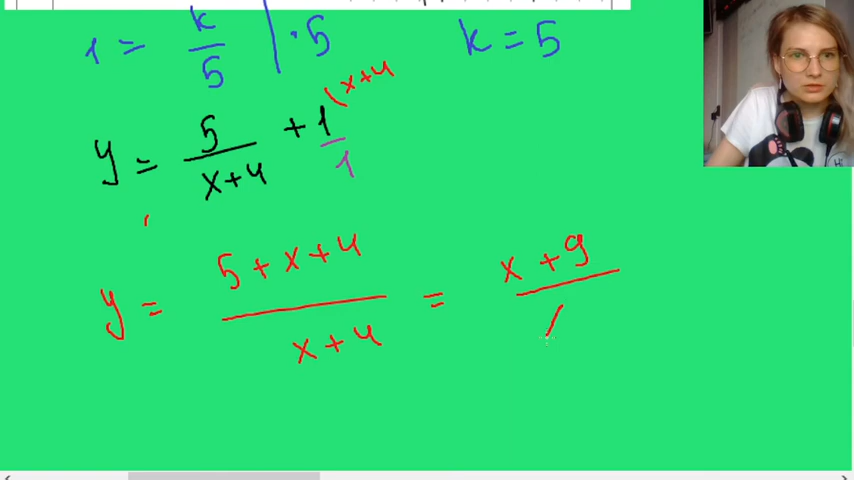 1 = k/5 | · 5    k = 5
y = 5/(x+4) + 1/1 (x+4
y = (5+x+4)/(x+4) = (x+9)/